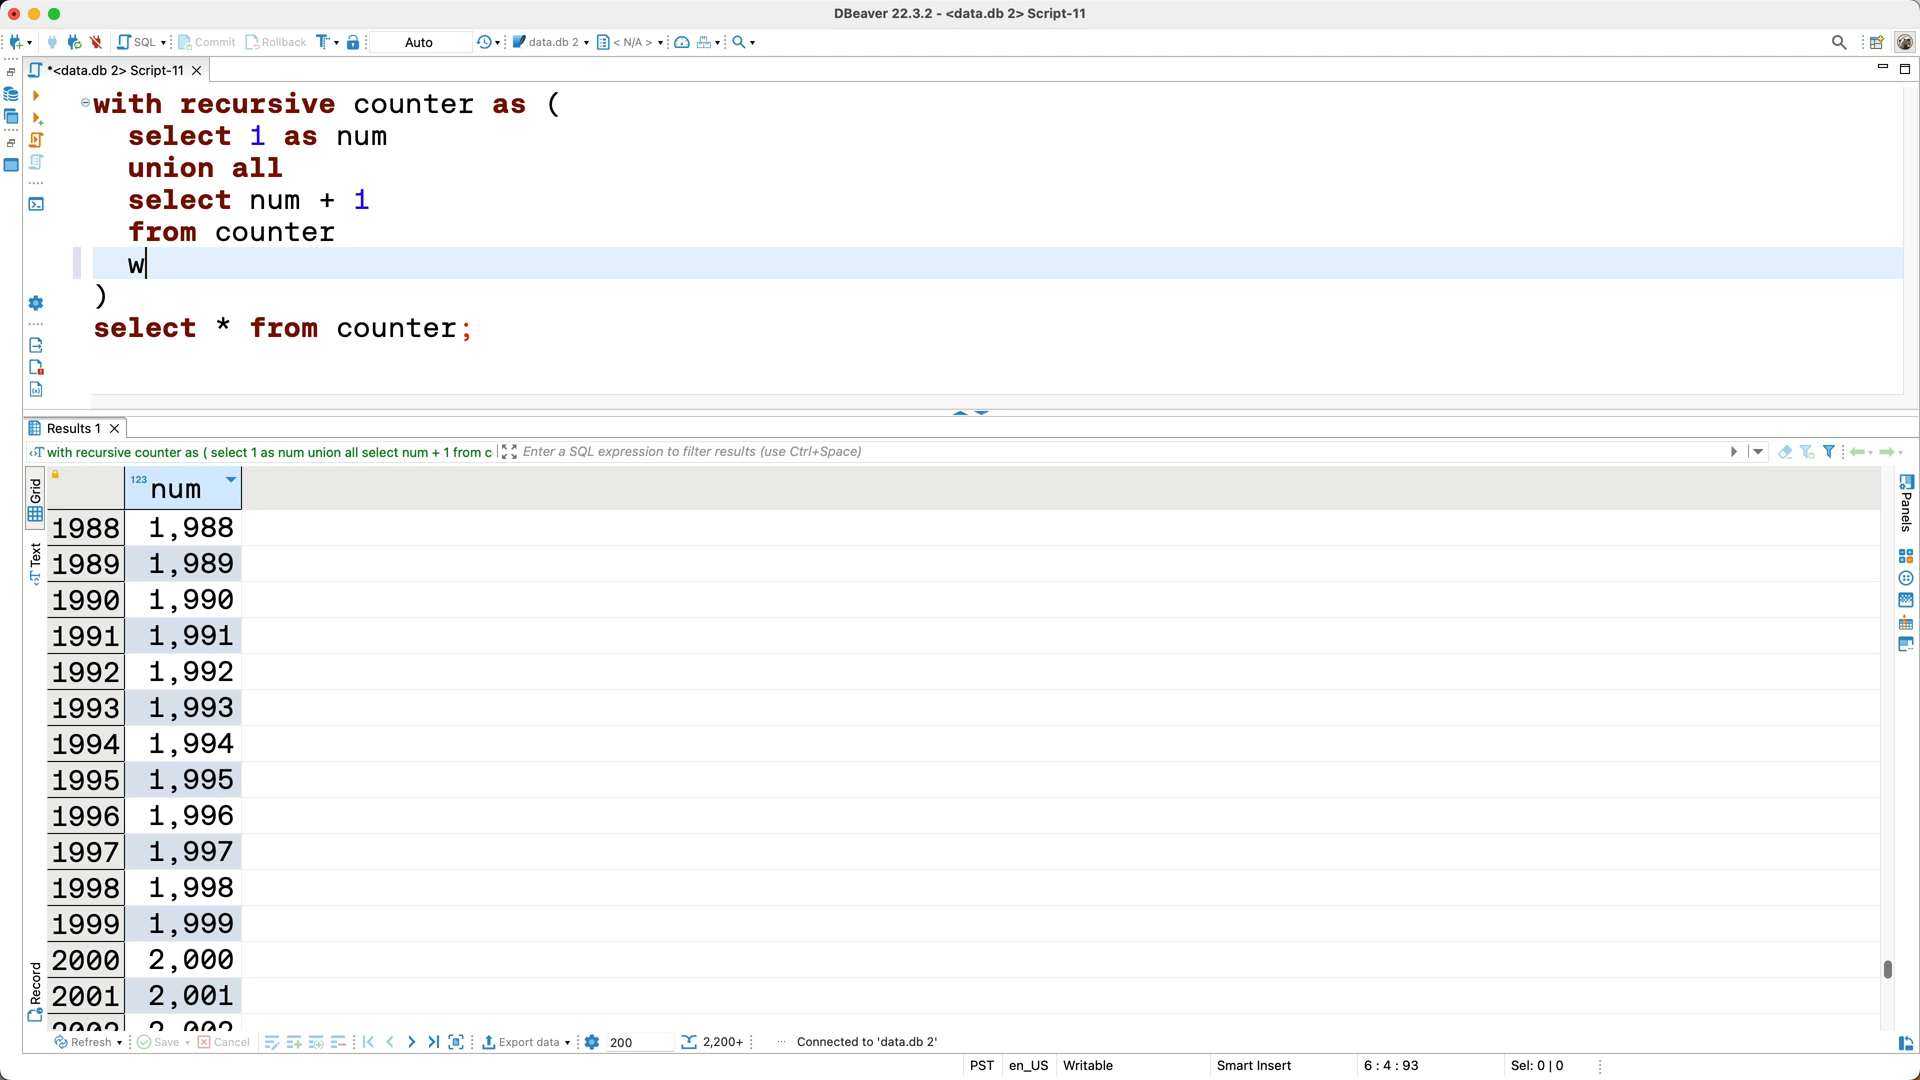 DBeaver 22.3.2 - <data.db 2> Script-11
SQL Commit Rollback Auto data.db 2 < N/A >
*<data.db 2> Script-11
with recursive counter as (
select 1 as num
union all
select num + 1
from counter
w
)
select * from counter;
Results 1
with recursive counter as ( select 1 as num union all select num + 1 from c Enter a SQL expression to filter results (use Ctrl+Space)
Grid
Text
Record
Panels
123 num
1988 1,988
1989 1,989
1990 1,990
1991 1,991
1992 1,992
1993 1,993
1994 1,994
1995 1,995
1996 1,996
1997 1,997
1998 1,998
1999 1,999
2000 2,000
2001 2,001
2002 2,002
Refresh Save Cancel Export data 200 2,200+ ... Connected to 'data.db 2'
PST en_US Writable Smart Insert 6 : 4 : 93 Sel: 0 | 0